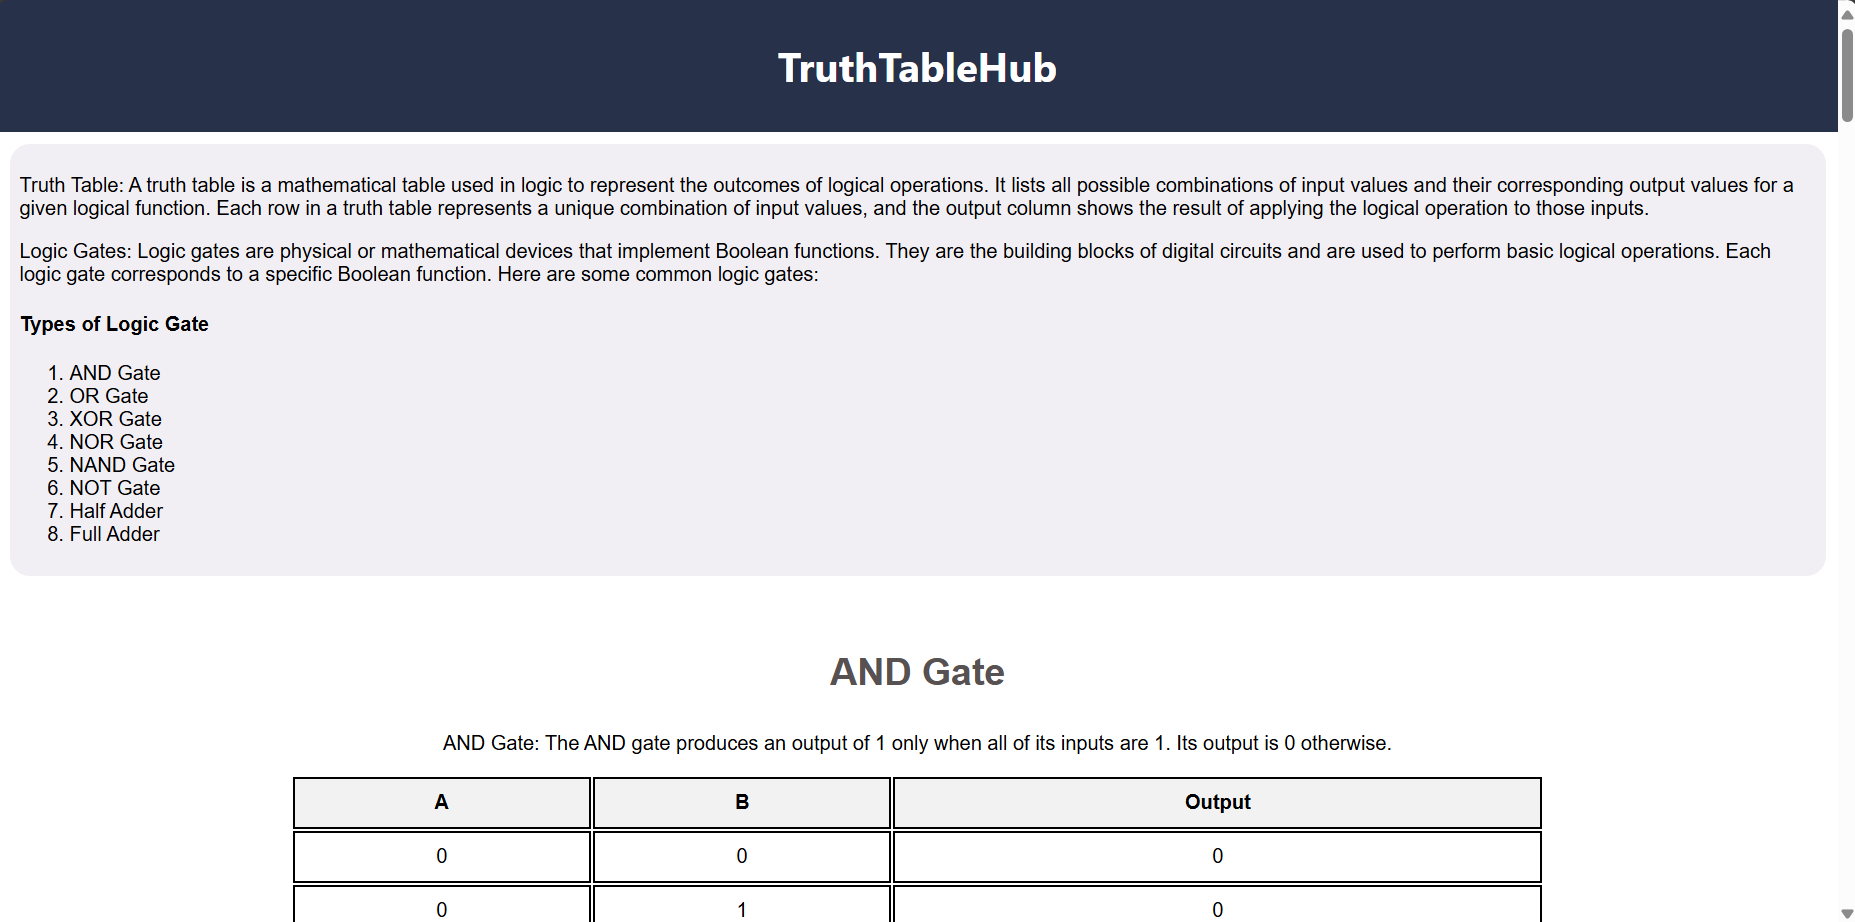 TruthTableHub
Truth Table: A truth table is a mathematical table used in logic to represent the outcomes of logical operations. It lists all possible combinations of input values and their corresponding output values for a
given logical function. Each row in a truth table represents a unique combination of input values, and the output column shows the result of applying the logical operation to those inputs.
Logic Gates: Logic gates are physical or mathematical devices that implement Boolean functions. They are the building blocks of digital circuits and are used to perform basic logical operations. Each
logic gate corresponds to a specific Boolean function. Here are some common logic gates:
Types of Logic Gate
1. AND Gate
2. OR Gate
3. XOR Gate
4. NOR Gate
5. NAND Gate
6. NOT Gate
7. Half Adder
8. Full Adder
AND Gate
AND Gate: The AND gate produces an output of 1 only when all of its inputs are 1. Its output is 0 otherwise.
A B Output
0 0 0
0 1 0